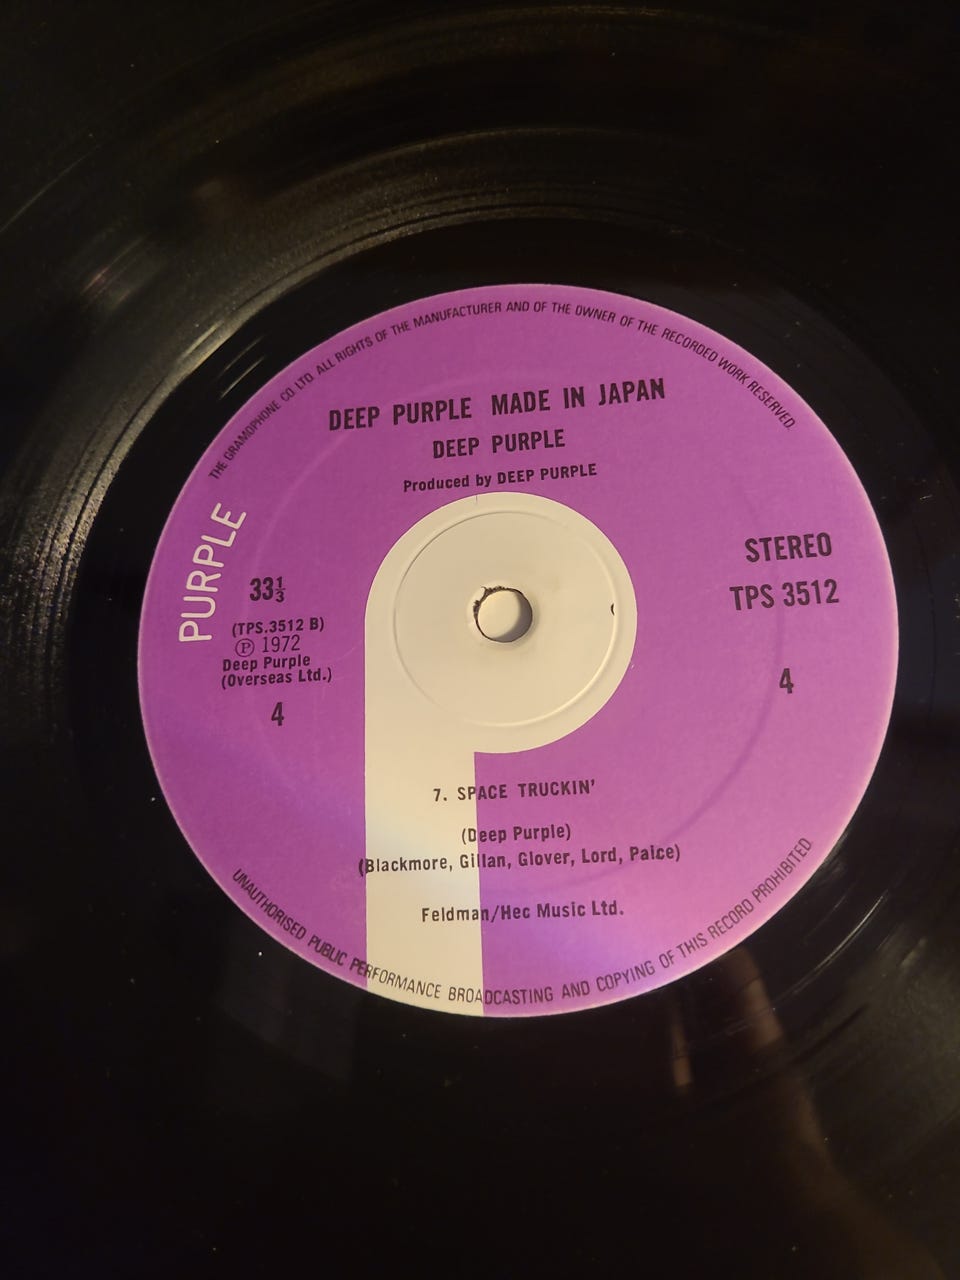 THE GRAMOPHONE CO. LTD. ALL RIGHTS OF THE MANUFACTURER AND OF THE OWNER OF THE RECORDED WORK RESERVED.
DEEP PURPLE MADE IN JAPAN
DEEP PURPLE
Produced by DEEP PURPLE
PURPLE
33⅓
(TPS.3512 B)
Ⓟ 1972
Deep Purple
(Overseas Ltd.)
4
STEREO
TPS 3512
4
7. SPACE TRUCKIN'
(Deep Purple)
(Blackmore, Gillan, Glover, Lord, Paice)
Feldman/Hec Music Ltd.
UNAUTHORISED PUBLIC PERFORMANCE BROADCASTING AND COPYING OF THIS RECORD PROHIBITED